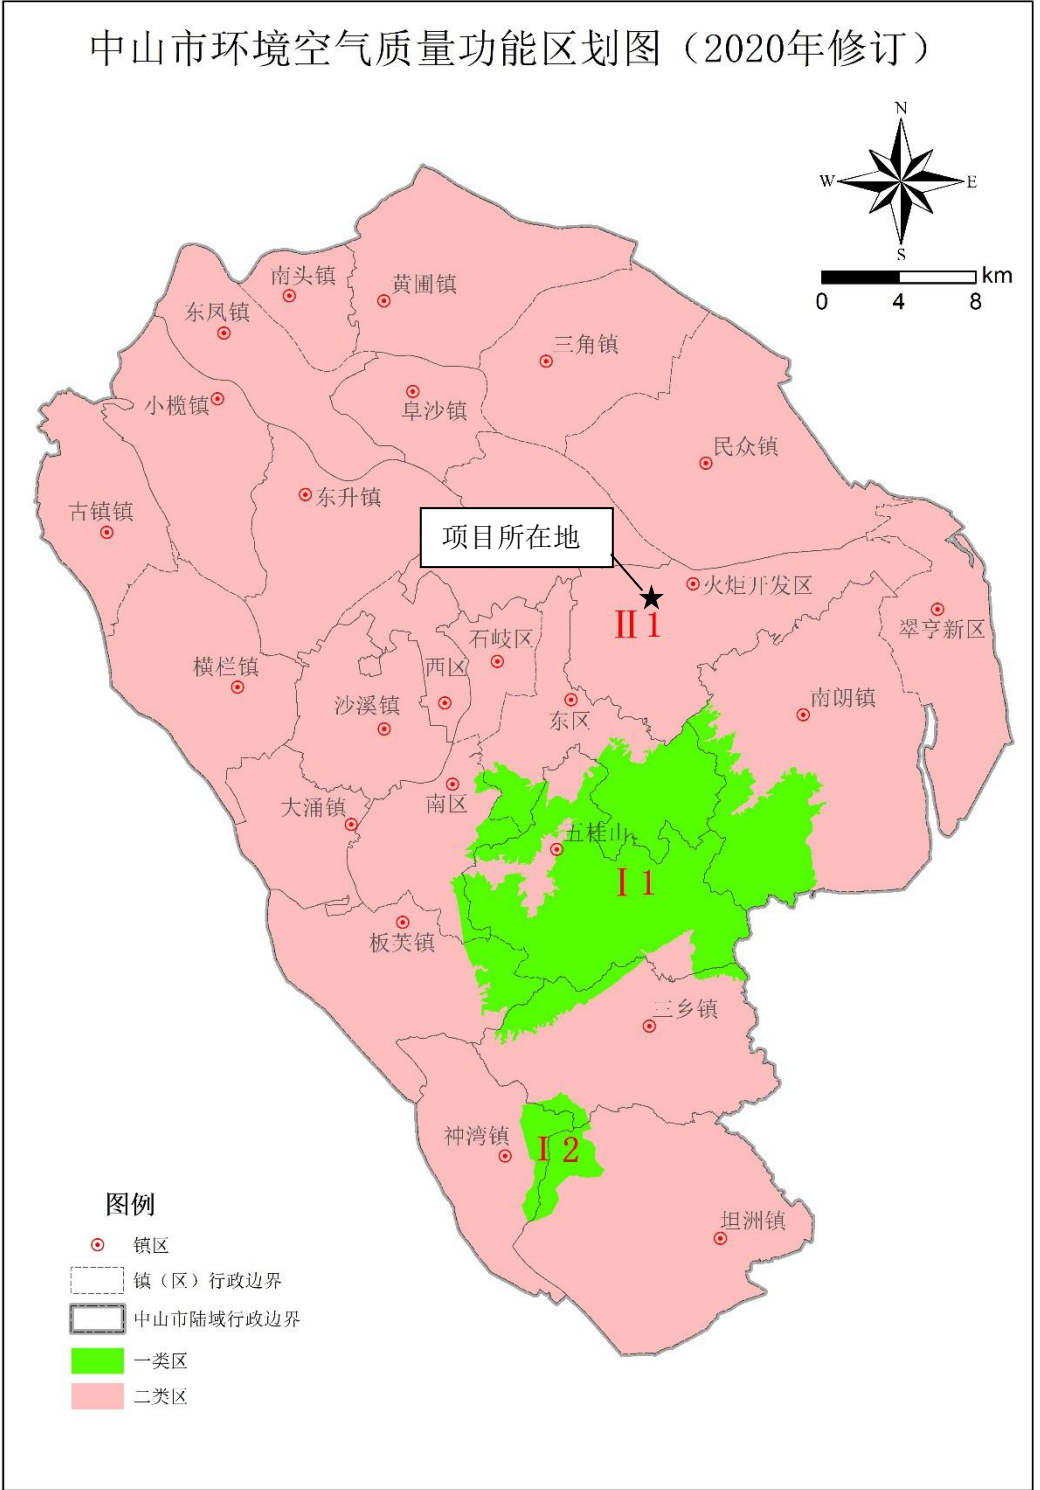 中山市环境空气质量功能区划图（2020年修订）
N
W
E
S
km
0 4 8
南头镇
黄圃镇
东凤镇
三角镇
小榄镇
阜沙镇
民众镇
东升镇
古镇镇
项目所在地
火炬开发区
Ⅱ1
翠亨新区
石岐区
横栏镇
西区
南朗镇
沙溪镇
东区
大涌镇
南区
五桂山
Ⅰ1
板芙镇
三乡镇
神湾镇
Ⅰ2
坦洲镇
图例
镇区
镇（区）行政边界
中山市陆域行政边界
一类区
二类区